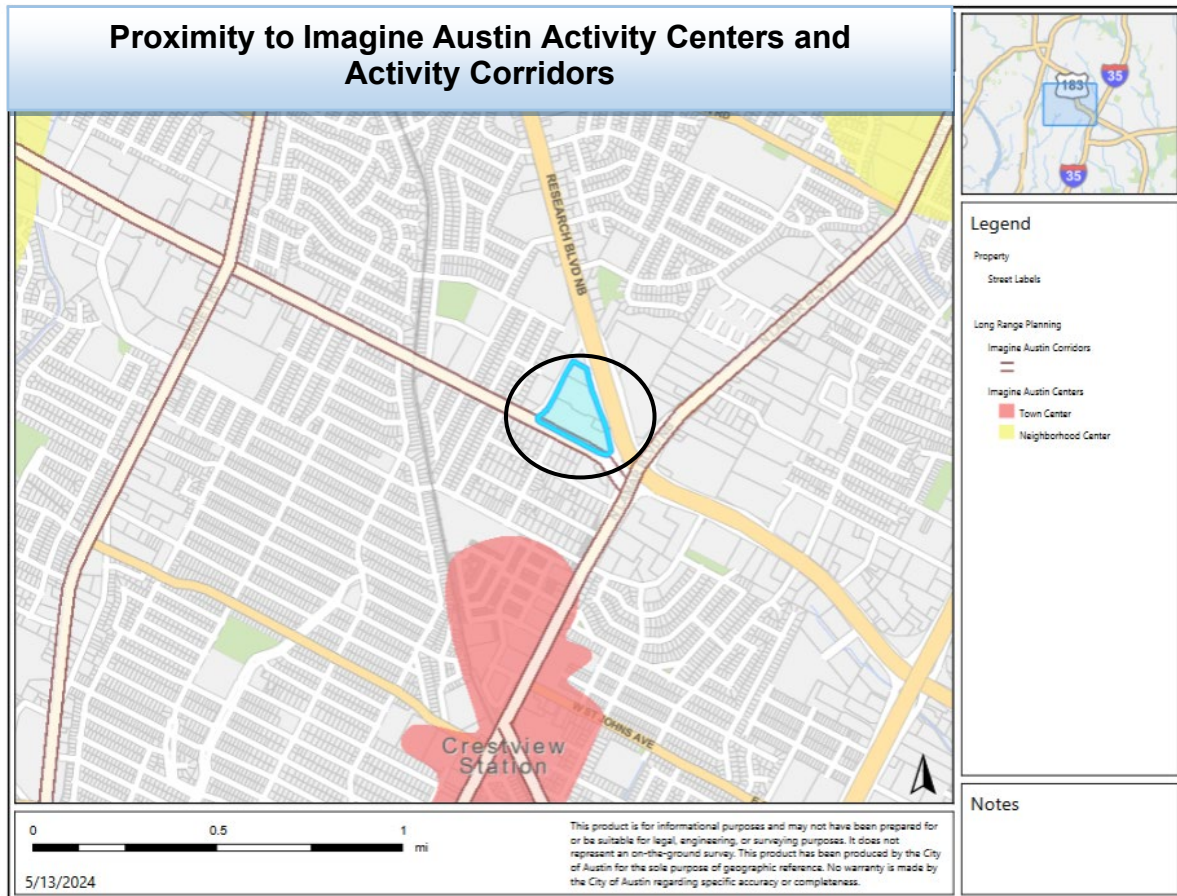 Proximity to Imagine Austin Activity Centers and
Activity Corridors
183
35
35
RD
RESEARCH BLVD NB
BURNET RD
N LAMAR BLVD
W ST JOHNS AVE
Crestview
Station
Legend
Property
Street Labels
Long Range Planning
Imagine Austin Corridors
Imagine Austin Centers
Town Center
Neighborhood Center
Notes
0 0.5 1
mi
5/13/2024
This product is for informational purposes and may not have been prepared for
or be suitable for legal, engineering, or surveying purposes. It does not
represent an on-the-ground survey. This product has been produced by the City
of Austin for the sole purpose of geographic reference. No warranty is made by
the City of Austin regarding specific accuracy or completeness.